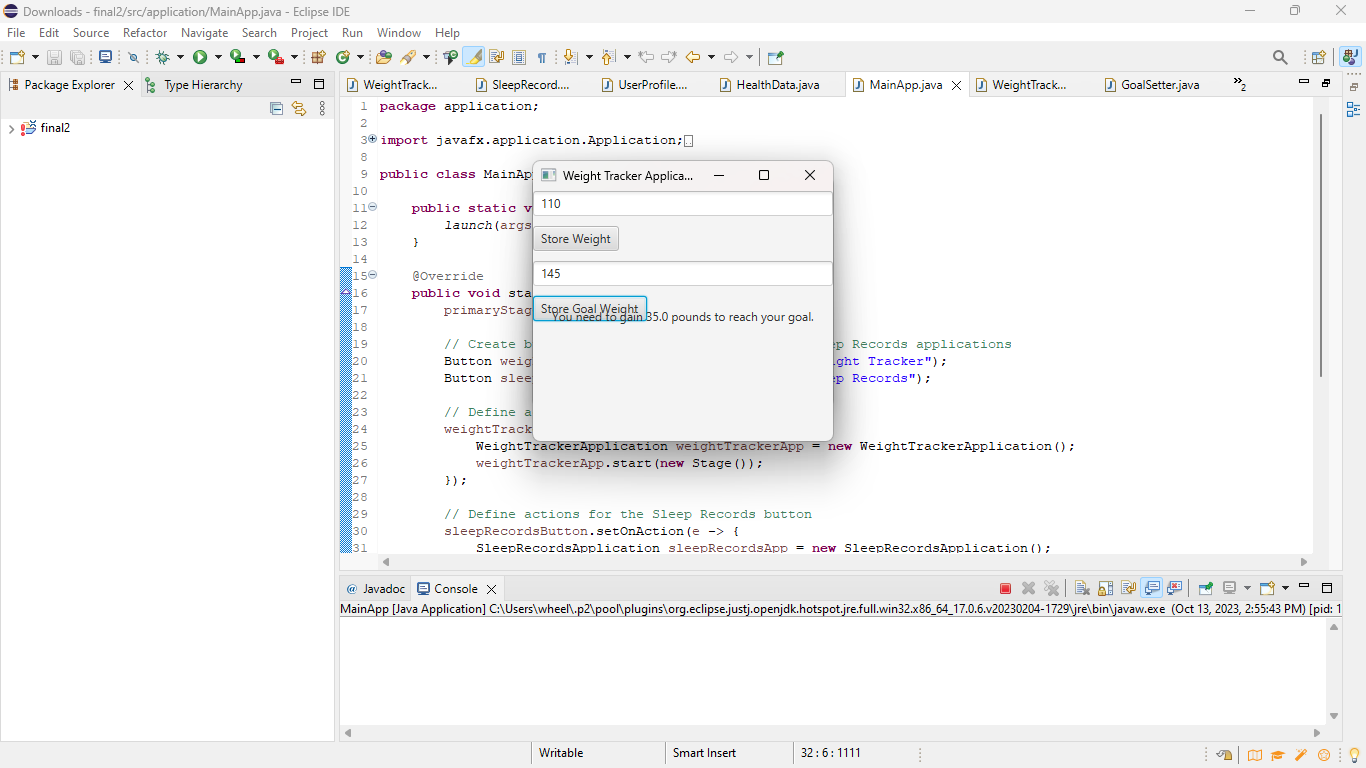 Downloads - final2/src/application/MainApp.java - Eclipse IDE
File Edit Source Refactor Navigate Search Project Run Window Help
Package Explorer Type Hierarchy
final2
WeightTrack... SleepRecord.... UserProfile.... HealthData.java MainApp.java WeightTrack... GoalSetter.java »2
1 package application;
2
3 import javafx.application.Application;
8
9 public class MainAp
10
11 public static v
12 launch(args
13 }
14
15 @Override
16 public void sta
17 primaryStag
18
19 // Create b p Records applications
20 Button weig ght Tracker");
21 Button slee p Records");
22
23 // Define a
24 weightTrack
25 WeightTrackerApplication weightTrackerApp = new WeightTrackerApplication();
26 weightTrackerApp.start(new Stage());
27 });
28
29 // Define actions for the Sleep Records button
30 sleepRecordsButton.setOnAction(e -> {
31 SleepRecordsApplication sleepRecordsApp = new SleepRecordsApplication();
Weight Tracker Applica...
110
Store Weight
145
Store Goal Weight
You need to gain 35.0 pounds to reach your goal.
@ Javadoc Console
MainApp [Java Application] C:\Users\wheel\.p2\pool\plugins\org.eclipse.justj.openjdk.hotspot.jre.full.win32.x86_64_17.0.6.v20230204-1729\jre\bin\javaw.exe (Oct 13, 2023, 2:55:43 PM) [pid: 1
Writable Smart Insert 32 : 6 : 1111